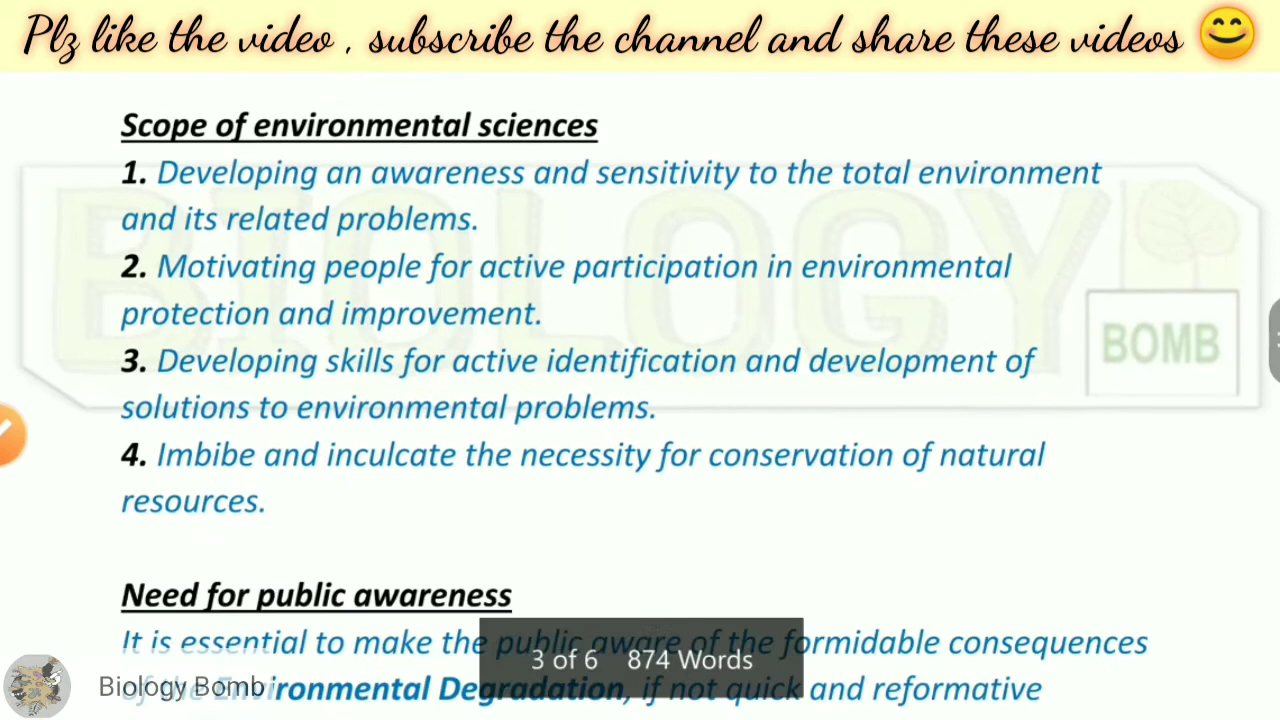 Plz like the video , subscribe the channel and share these videos 😊
Scope of environmental sciences
1. Developing an awareness and sensitivity to the total environment
and its related problems.
2. Motivating people for active participation in environmental
protection and improvement.
3. Developing skills for active identification and development of
solutions to environmental problems.
4. Imbibe and inculcate the necessity for conservation of natural
resources.
BIOLOGY
BOMB
Need for public awareness
It is essential to make the public aware of the formidable consequences
of the Environmental Degradation, if not quick and reformative
3 of 6 874 Words
Biology Bomb